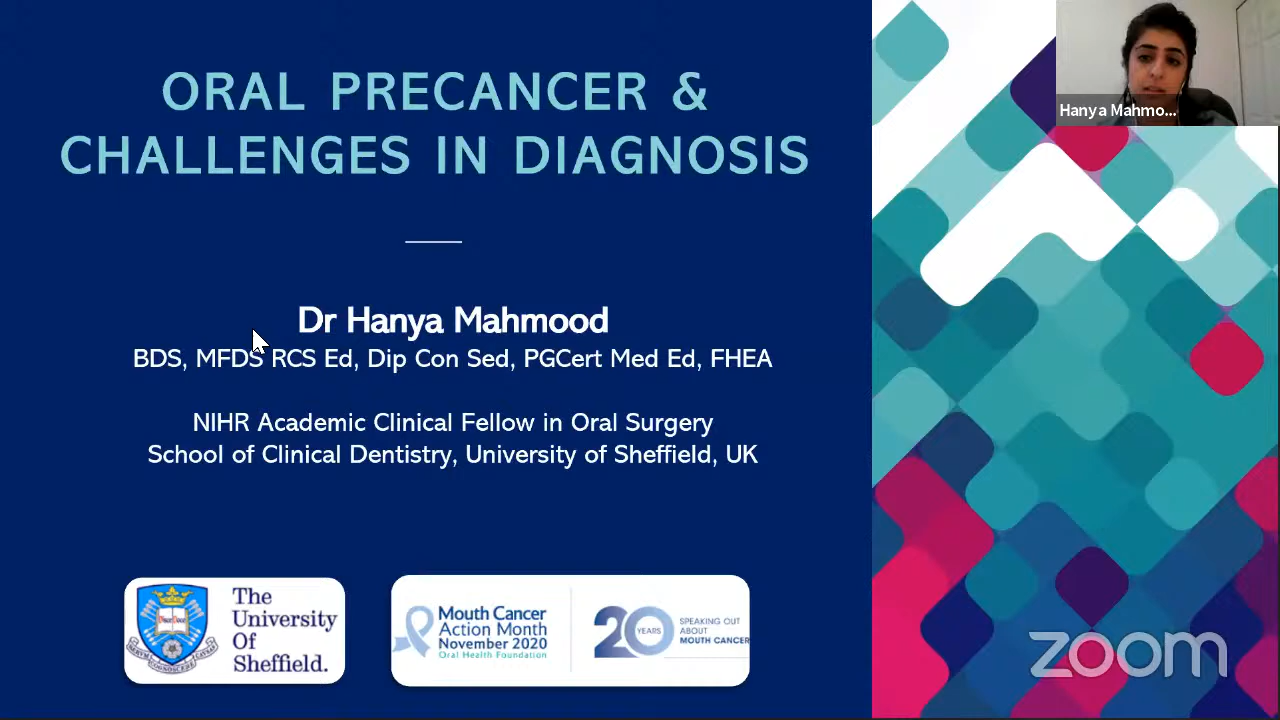 ORAL PRECANCER &
CHALLENGES IN DIAGNOSIS
Hanya Mahmo...
Dr Hanya Mahmood
BDS, MFDS RCS Ed, Dip Con Sed, PGCert Med Ed, FHEA
NIHR Academic Clinical Fellow in Oral Surgery
School of Clinical Dentistry, University of Sheffield, UK
The
University
Of
Sheffield.
Mouth Cancer
Action Month
November 2020
Oral Health Foundation
20 YEARS
SPEAKING OUT
ABOUT
MOUTH CANCER
zoom